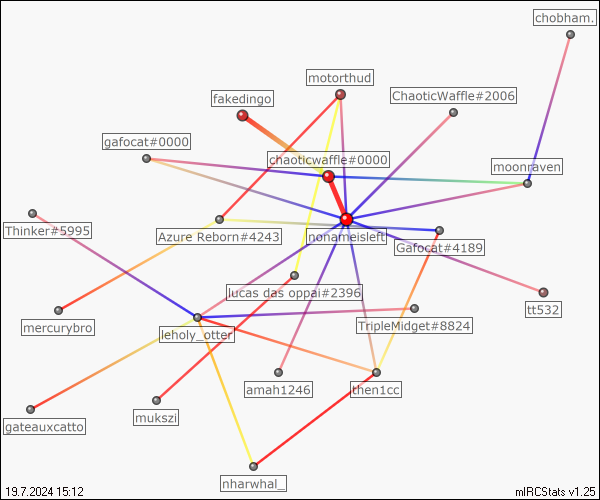 chobham.
motorthud
fakedingo
ChaoticWaffle#2006
gafocat#0000
chaoticwaffle#0000
moonraven
Thinker#5995
Azure Reborn#4243
nonameisleft
Gafocat#4189
lucas das oppai#2396
tt532
mercurybro
leholy_otter
TripleMidget#8824
amah1246
then1cc
mukszi
gateauxcatto
nharwhal_
19.7.2024 15:12
mIRCStats v1.25